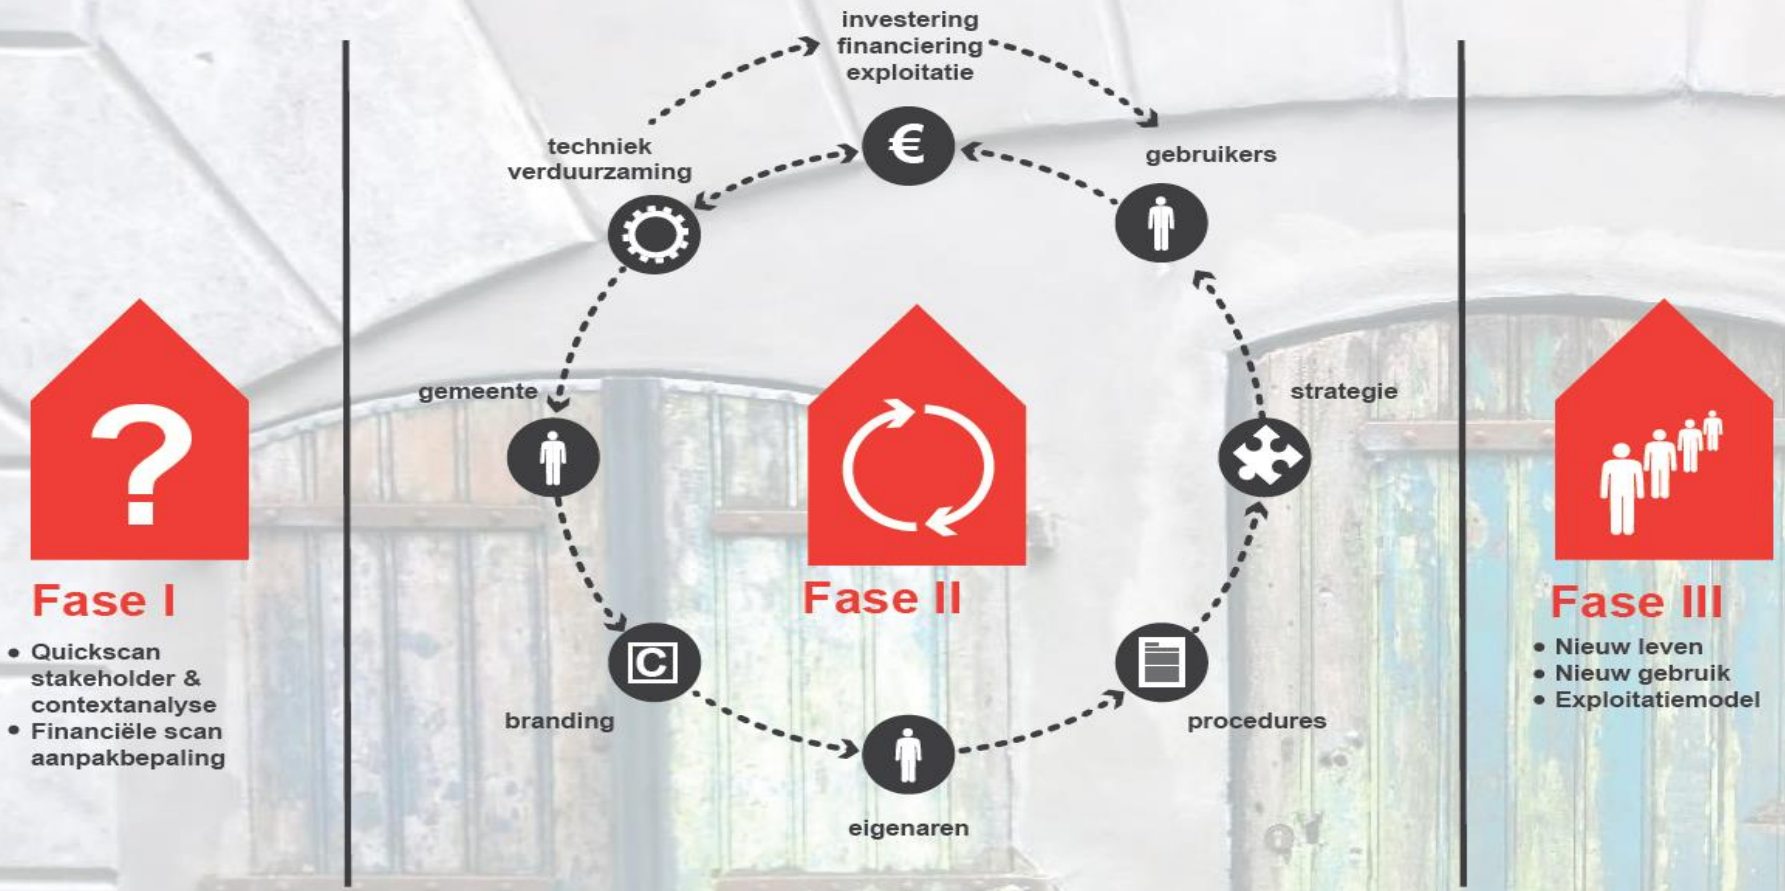 ?
Fase I
• Quickscan
stakeholder &
contextanalyse
• Financiële scan
aanpakbepaling
investering
financiering
exploitatie
€
techniek
verduurzaming
gebruikers
gemeente
strategie
Fase II
C
branding
procedures
eigenaren
Fase III
• Nieuw leven
• Nieuw gebruik
• Exploitatiemodel